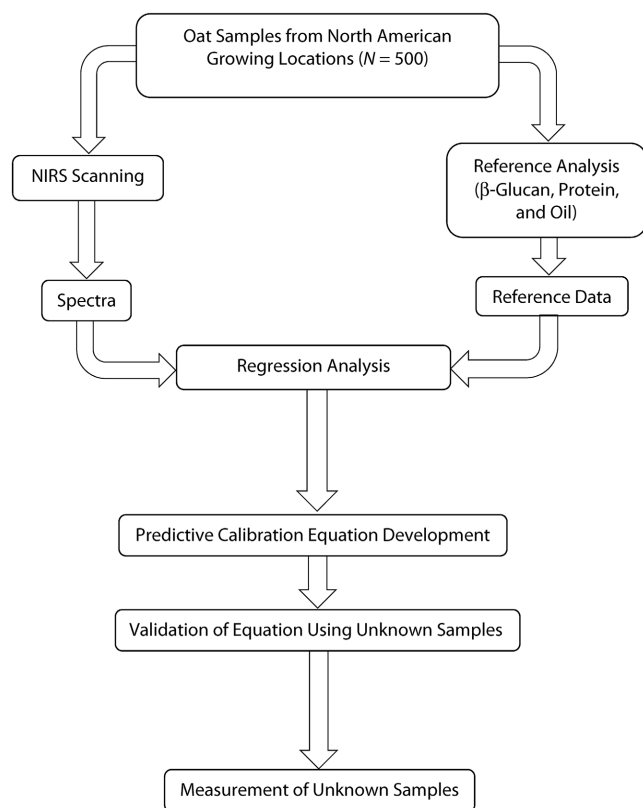 Oat Samples from North American
Growing Locations (N = 500)
NIRS Scanning
Reference Analysis
(β-Glucan, Protein,
and Oil)
Spectra
Reference Data
Regression Analysis
Predictive Calibration Equation Development
Validation of Equation Using Unknown Samples
Measurement of Unknown Samples